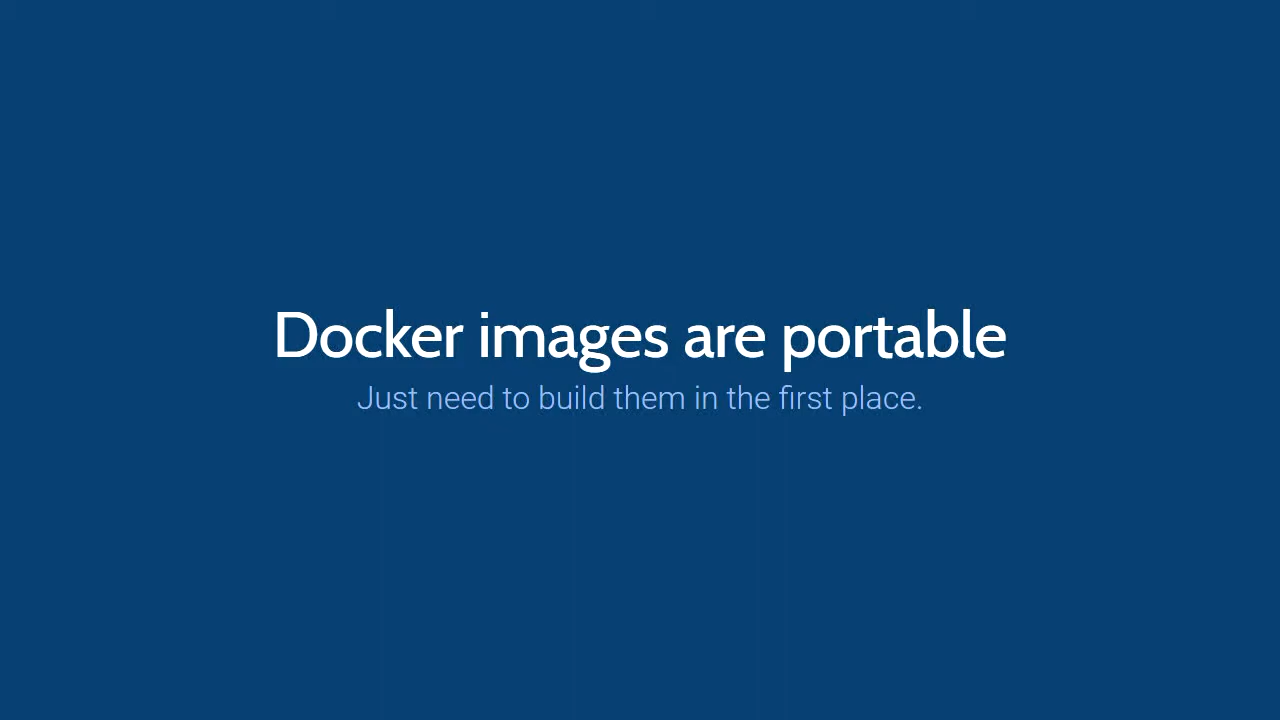 Docker images are portable
Just need to build them in the first place.